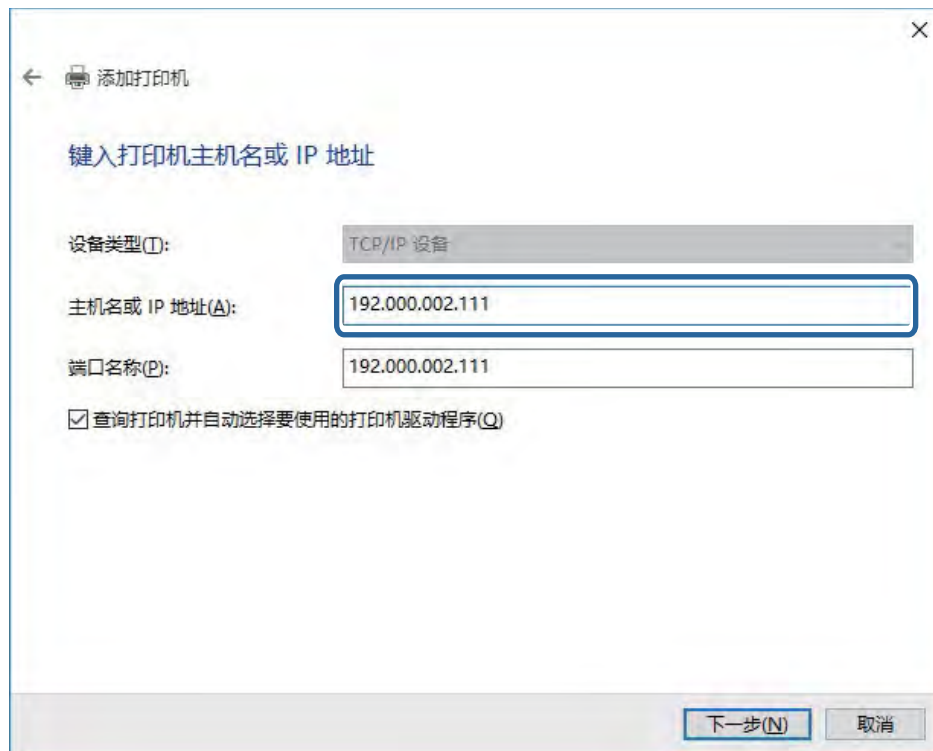 添加打印机
键入打印机主机名或 IP 地址
设备类型(T): TCP/IP 设备
主机名或 IP 地址(A): 192.000.002.111
端口名称(P): 192.000.002.111
查询打印机并自动选择要使用的打印机驱动程序(Q)
下一步(N) 取消